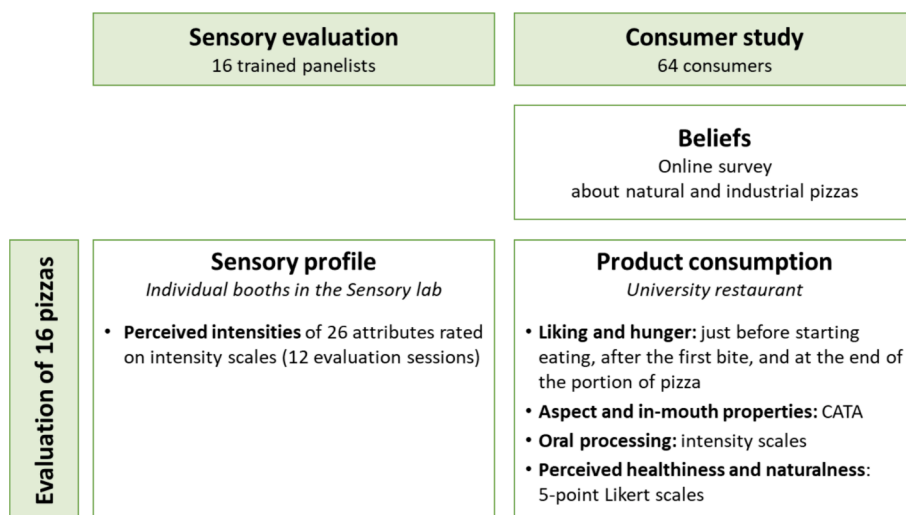 Sensory evaluation
16 trained panelists
Consumer study
64 consumers
Beliefs
Online survey
about natural and industrial pizzas
Evaluation of 16 pizzas
Sensory profile
Individual booths in the Sensory lab
• Perceived intensities of 26 attributes rated
on intensity scales (12 evaluation sessions)
Product consumption
University restaurant
• Liking and hunger: just before starting
eating, after the first bite, and at the end of
the portion of pizza
• Aspect and in-mouth properties: CATA
• Oral processing: intensity scales
• Perceived healthiness and naturalness:
5-point Likert scales